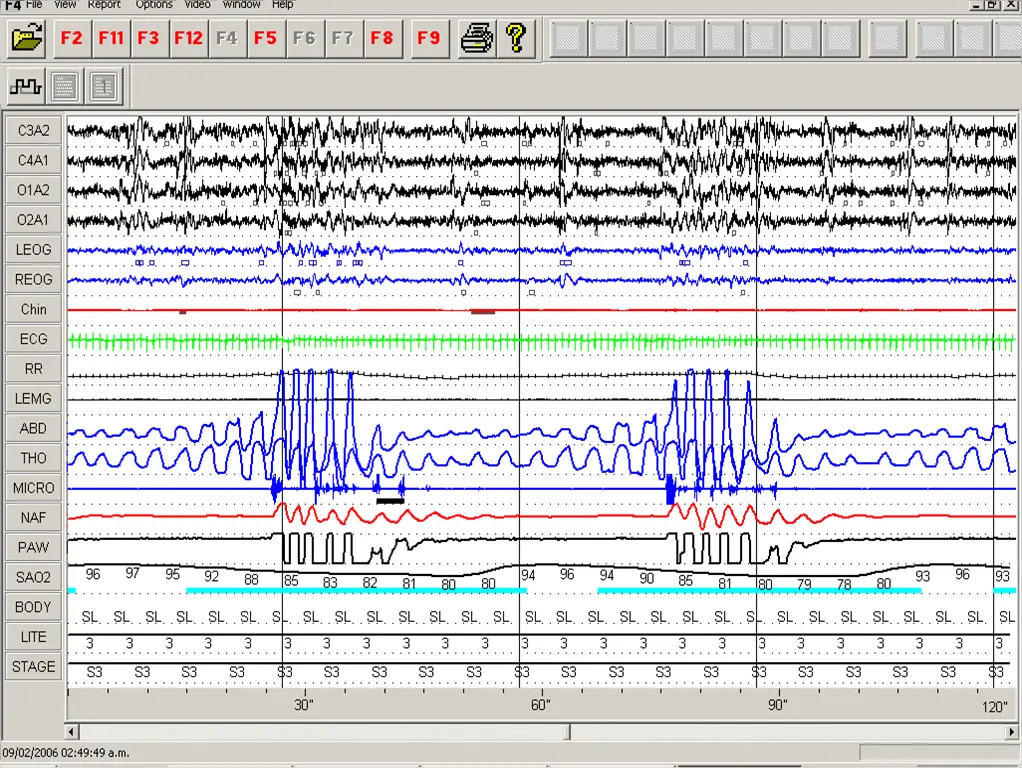 F4 File View Report Options Video Window Help
F2 F11 F3 F12 F4 F5 F6 F7 F8 F9 ?
C3A2
C4A1
O1A2
O2A1
LEOG
REOG
Chin
ECG
RR
LEMG
ABD
THO
MICRO
NAF
PAW
SAO2 96 97 95 92 88 85 83 82 81 80 80 94 96 94 90 85 81 80 79 78 80 93 96 93
BODY SL SL SL SL SL SL SL SL SL SL SL SL SL SL SL SL SL SL SL SL SL SL SL SL SL SL SL SL SL SL
LITE 3 3 3 3 3 3 3 3 3 3 3 3 3 3 3 3 3 3 3 3 3 3 3 3
STAGE S3 S3 S3 S3 S3 S3 S3 S3 S3 S3 S3 S3 S3 S3 S3 S3 S3 S3 S3 S3
30" 60" 90" 120"
09/02/2006 02:49:49 a.m.